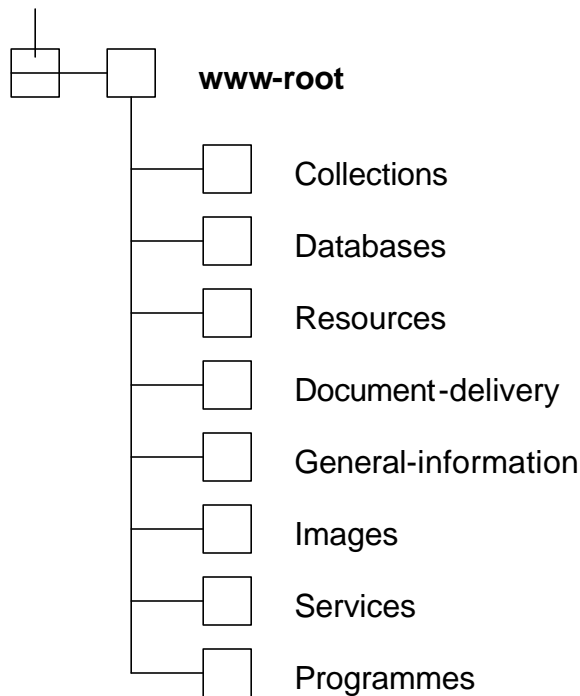 www-root
Collections
Databases
Resources
Document-delivery
General-information
Images
Services
Programmes